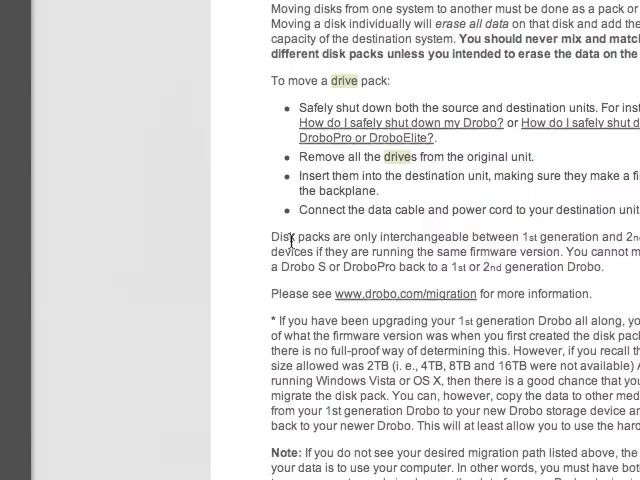 Moving disks from one system to another must be done as a pack or
Moving a disk individually will erase all data on that disk and add the
capacity of the destination system. You should never mix and match
different disk packs unless you intended to erase the data on the
To move a drive pack:
• Safely shut down both the source and destination units. For inst
How do I safely shut down my Drobo? or How do I safely shut d
DroboPro or DroboElite?.
• Remove all the drives from the original unit.
• Insert them into the destination unit, making sure they make a fi
the backplane.
• Connect the data cable and power cord to your destination unit
Disk packs are only interchangeable between 1st generation and 2nd
devices if they are running the same firmware version. You cannot m
a Drobo S or DroboPro back to a 1st or 2nd generation Drobo.
Please see www.drobo.com/migration for more information.
* If you have been upgrading your 1st generation Drobo all along, yo
of what the firmware version was when you first created the disk pac
there is no full-proof way of determining this. However, if you recall th
size allowed was 2TB (i. e., 4TB, 8TB and 16TB were not available) A
running Windows Vista or OS X, then there is a good chance that you
migrate the disk pack. You can, however, copy the data to other med
from your 1st generation Drobo to your new Drobo storage device an
back to your newer Drobo. This will at least allow you to use the hard
Note: If you do not see your desired migration path listed above, the
your data is to use your computer. In other words, you must have bot